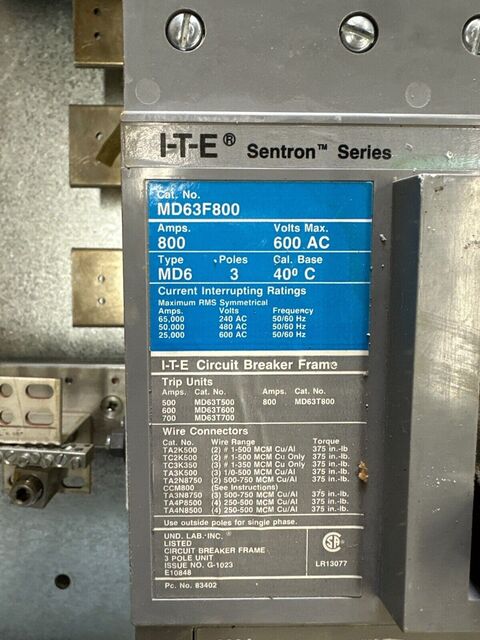 I-T-E® Sentron™ Series
Cat. No.
MD63F800
Amps. Volts Max.
800 600 AC
Type Poles Cal. Base
MD6 3 40º C
Current Interrupting Ratings
Maximum RMS Symmetrical
Amps. Volts Frequency
65,000 240 AC 50/60 Hz
50,000 480 AC 50/60 Hz
25,000 600 AC 50/60 Hz
I-T-E Circuit Breaker Frame
Trip Units
Amps. Cat. No. Amps. Cat. No.
500 MD63T500 800 MD63T800
600 MD63T600
700 MD63T700
Wire Connectors
Cat. No. Wire Range Torque
TA2K500 (2) # 1-500 MCM Cu/Al 375 in.-lb.
TC2K500 (2) # 1-500 MCM Cu Only 375 in.-lb.
TC3K350 (3) # 1-350 MCM Cu Only 375 in.-lb.
TA3K500 (3) 1/0-500 MCM Cu/Al 375 in.-lb.
TA2N8750 (2) 500-750 MCM Cu/Al 375 in.-lb.
CCM800 (See Instructions)
TA3N8750 (3) 500-750 MCM Cu/Al 375 in.-lb.
TA4P8500 (4) 250-500 MCM Cu/Al 375 in.-lb.
TA4N8500 (4) 250-500 MCM Cu/Al 375 in.-lb.
Use outside poles for single phase.
UND. LAB. INC.®
LISTED
CIRCUIT BREAKER FRAME
3 POLE UNIT
ISSUE NO. G-1023
E10848
SA
LR13077
Pc. No. 83402